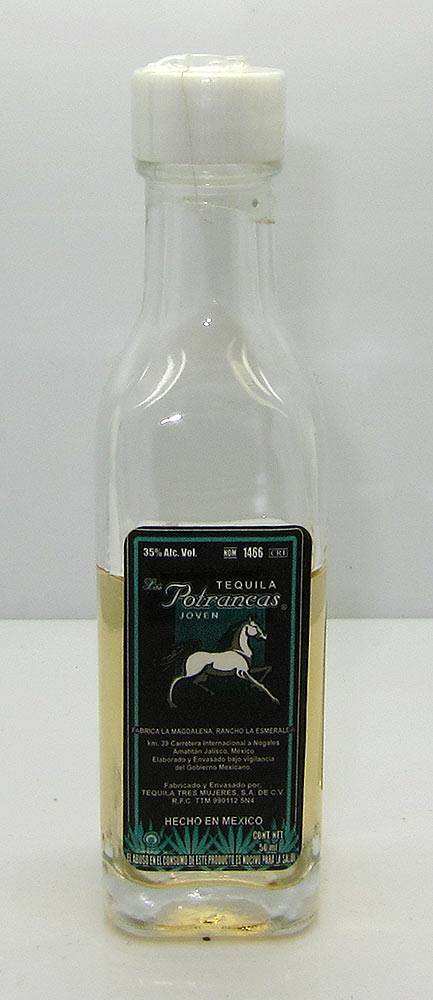 35% Alc. Vol. NOM 1466 CRT
TEQUILA
Las Potrancas ®
JOVEN
FABRICA LA MAGDALENA, RANCHO LA ESMERALDA
km. 39 Carretera Internacional a Nogales
Amatitán Jalisco, México
Elaborado y Envasado bajo vigilancia
del Gobierno Mexicano.
Fabricado y Envasado por:
TEQUILA TRES MUJERES, S.A. DE C.V.
R.F.C. TTM 990112 5N4
HECHO EN MEXICO
CONT NET
50 ml
EL ABUSO EN EL CONSUMO DE ESTE PRODUCTO ES NOCIVO PARA LA SALUD